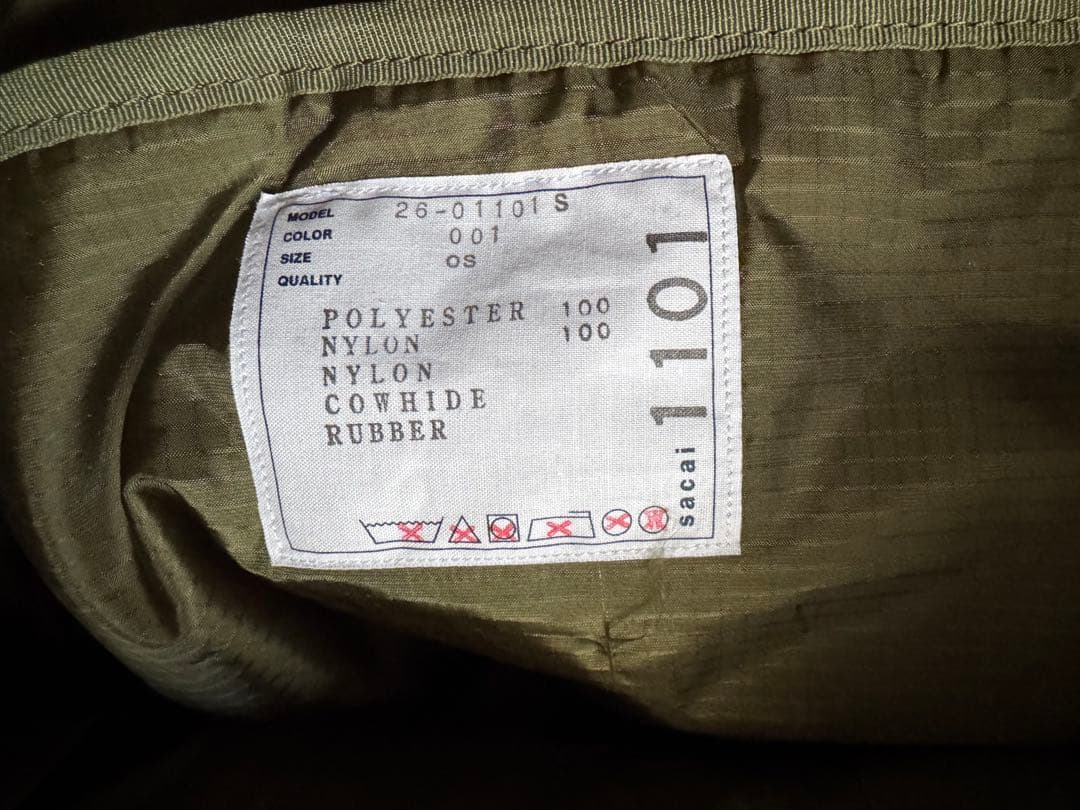 MODEL 26-01101 S
COLOR 001
SIZE OS
QUALITY
POLYESTER 100
NYLON 100
NYLON
COWHIDE
RUBBER
sacai 1101